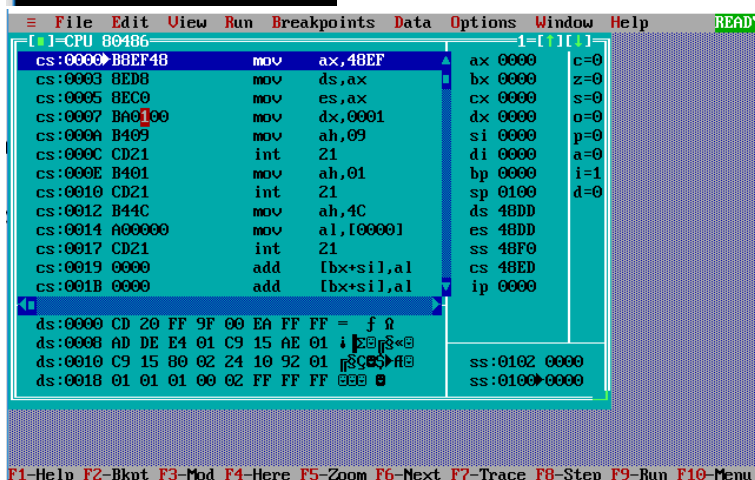 ≡ File Edit View Run Breakpoints Data Options Window Help READY
[■]=CPU 80486 1=[↑][↓]
cs:0000►B8EF48 mov ax,48EF ax 0000 c=0
cs:0003 8ED8 mov ds,ax bx 0000 z=0
cs:0005 8EC0 mov es,ax cx 0000 s=0
cs:0007 BA0100 mov dx,0001 dx 0000 o=0
cs:000A B409 mov ah,09 si 0000 p=0
cs:000C CD21 int 21 di 0000 a=0
cs:000E B401 mov ah,01 bp 0000 i=1
cs:0010 CD21 int 21 sp 0100 d=0
cs:0012 B44C mov ah,4C ds 48DD
cs:0014 A00000 mov al,[0000] es 48DD
cs:0017 CD21 int 21 ss 48F0
cs:0019 0000 add [bx+si],al cs 48ED
cs:001B 0000 add [bx+si],al ip 0000
ds:0000 CD 20 FF 9F 00 EA FF FF = ƒ Ω
ds:0008 AD DE E4 01 C9 15 AE 01 ¡▐Σ☺╔§«☺
ds:0010 C9 15 80 02 24 10 92 01 ╔§Ç☻$►Æ☺ ss:0102 0000
ds:0018 01 01 01 00 02 FF FF FF ☺☺☺ ☻ ss:0100►0000
F1-Help F2-Bkpt F3-Mod F4-Here F5-Zoom F6-Next F7-Trace F8-Step F9-Run F10-Menu